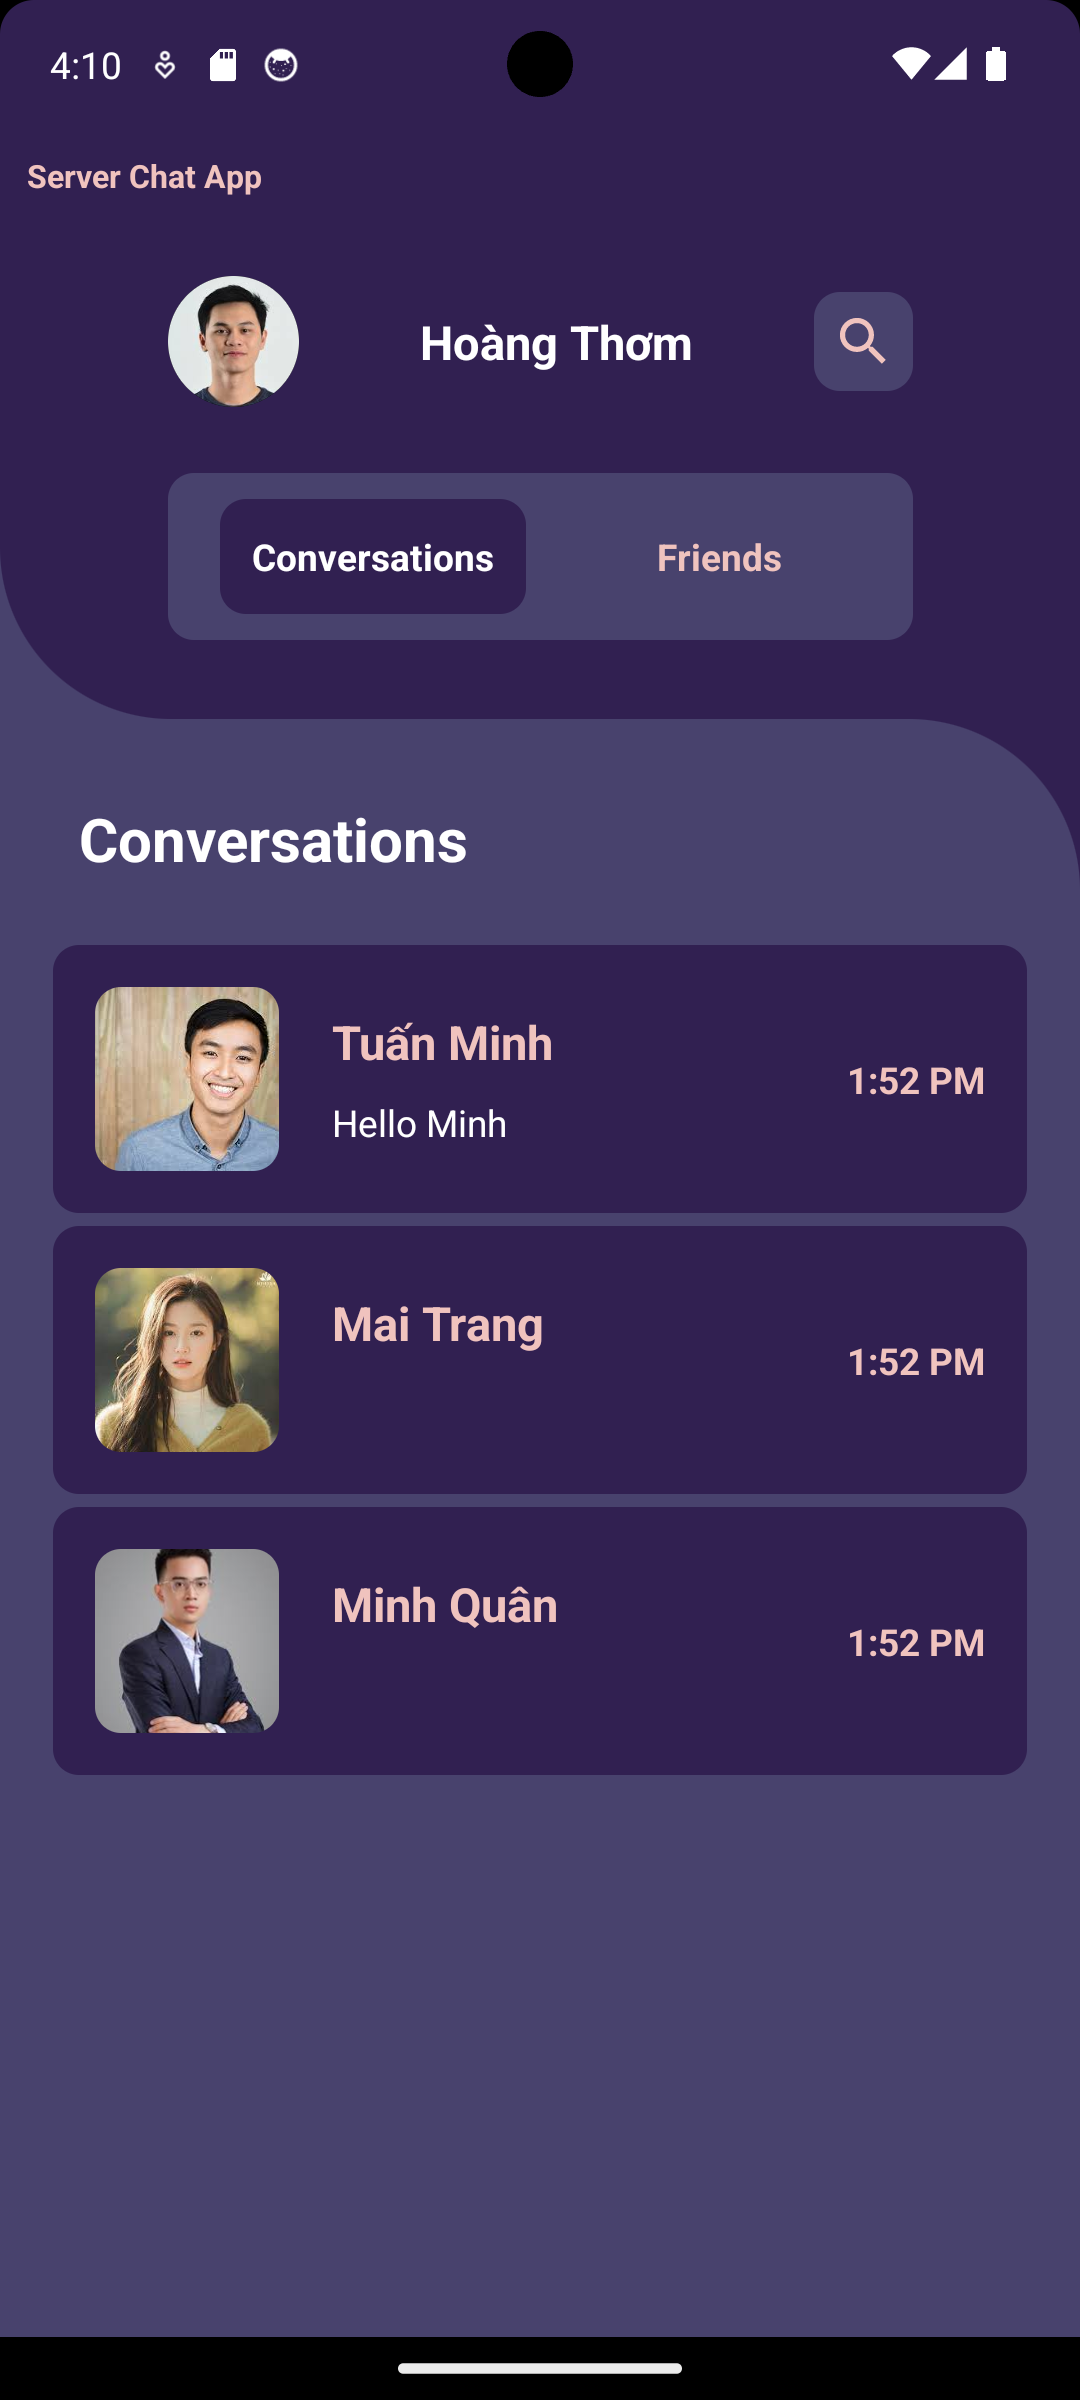 4:10
Server Chat App
Hoàng Thơm
Conversations
Friends
Conversations
Tuấn Minh
Hello Minh
1:52 PM
Mai Trang
1:52 PM
Minh Quân
1:52 PM